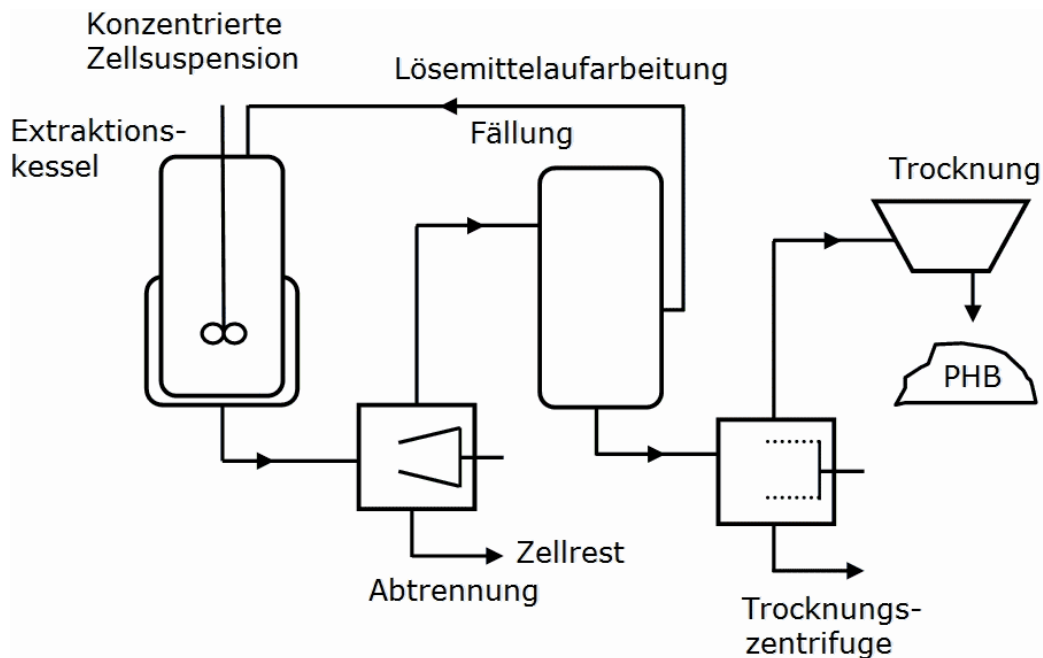 Konzentrierte
Zellsuspension
Lösemittelaufarbeitung
Extraktions-
kessel
Fällung
Trocknung
PHB
Zellrest
Abtrennung
Trocknungs-
zentrifuge